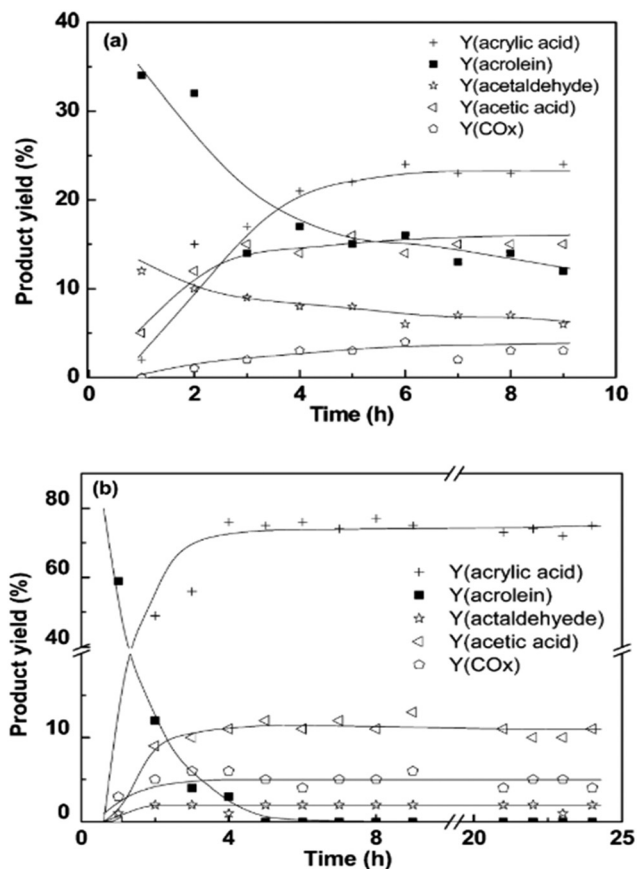 (a)
Y(acrylic acid)
Y(acrolein)
Y(acetaldehyde)
Y(acetic acid)
Y(COx)
Product yield (%)
40
30
20
10
0
0 2 4 6 8 10
Time (h)
(b)
Y(acrylic acid)
Y(acrolein)
Y(actaldehyede)
Y(acetic acid)
Y(COx)
Product yield (%)
80
60
40
10
0
0 4 8 20 25
Time (h)